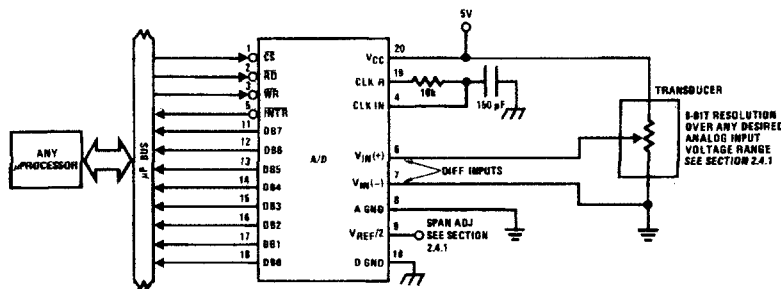 ANY
µPROCESSOR
µP BUS
1
CS
2
RD
3
WR
5
INTR
11
DB7
12
DB6
13
DB5
14
DB4
15
DB3
16
DB2
17
DB1
18
DB0
A/D
VCC
20
CLK R
19
CLK IN
4
VIN(+)
6
VIN(-)
7
A GND
8
VREF/2
9
D GND
10
5V
10k
150 pF
DIFF INPUTS
SPAN ADJ
SEE SECTION
2.4.1
TRANSDUCER
8-BIT RESOLUTION
OVER ANY DESIRED
ANALOG INPUT
VOLTAGE RANGE
SEE SECTION 2.4.1